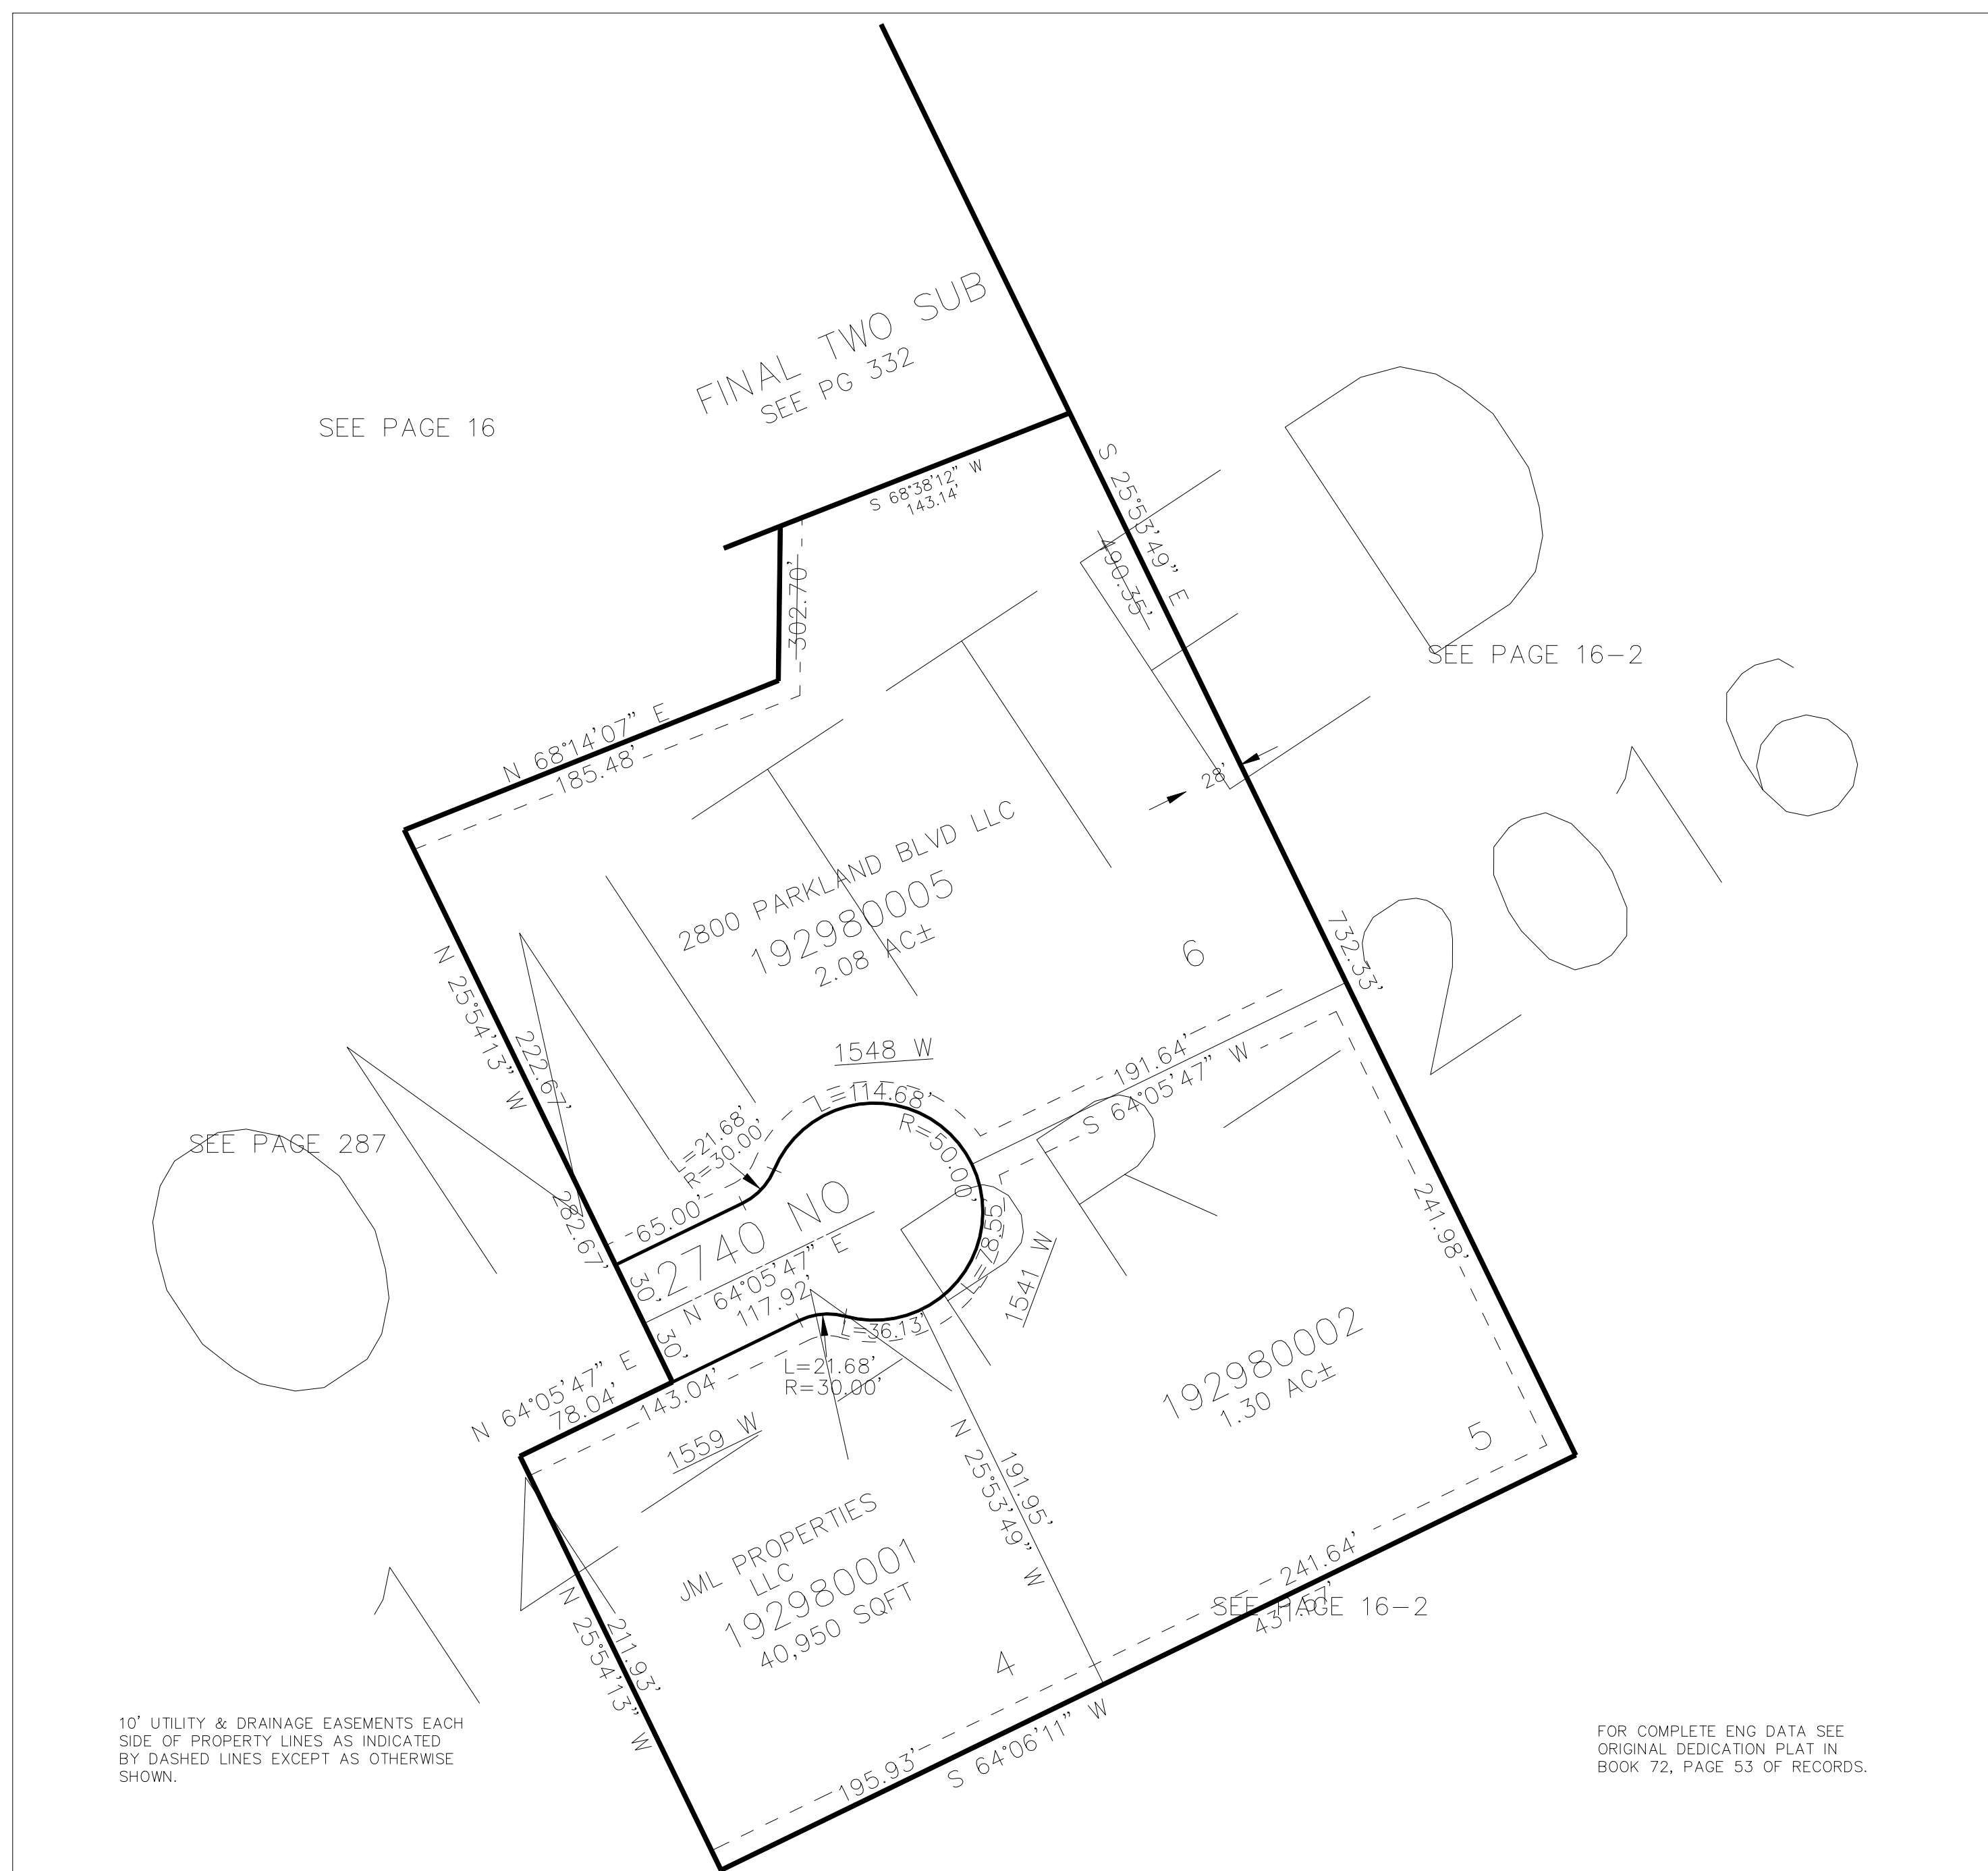 FINAL TWO SUB
SEE PG 332
SEE PAGE 16
S 68°38'12" W
143.14'
S 25°53'49" E
490.35'
302.70'
SEE PAGE 16-2
N 68°14'07" E
185.48'
28'
2800 PARKLAND BLVD LLC
192980005
2.08 AC±
6
732.33'
N 25°54'13" W
222.67'
1548 W
L=114.68'
R=50.00'
191.64'
S 64°05'47" W
L=21.68'
R=30.00'
SEE PAGE 287
282.67'
65.00'
2740 NO
30'
N 64°05'47" E
117.92'
30'
L=78.55'
1541 W
241.98'
L=36.13'
L=21.68'
R=30.00'
N 64°05'47" E
78.04'
143.04'
1559 W
192980002
1.30 AC±
5
N 25°53'49" W
191.95'
JML PROPERTIES
LLC
192980001
40,950 SQFT
4
241.64'
437.57'
SEE PAGE 16-2
N 25°54'13" W
211.93'
195.93'
S 64°06'11" W
10' UTILITY & DRAINAGE EASEMENTS EACH
SIDE OF PROPERTY LINES AS INDICATED
BY DASHED LINES EXCEPT AS OTHERWISE
SHOWN.
FOR COMPLETE ENG DATA SEE
ORIGINAL DEDICATION PLAT IN
BOOK 72, PAGE 53 OF RECORDS.
ONTIED
14 APR 2016